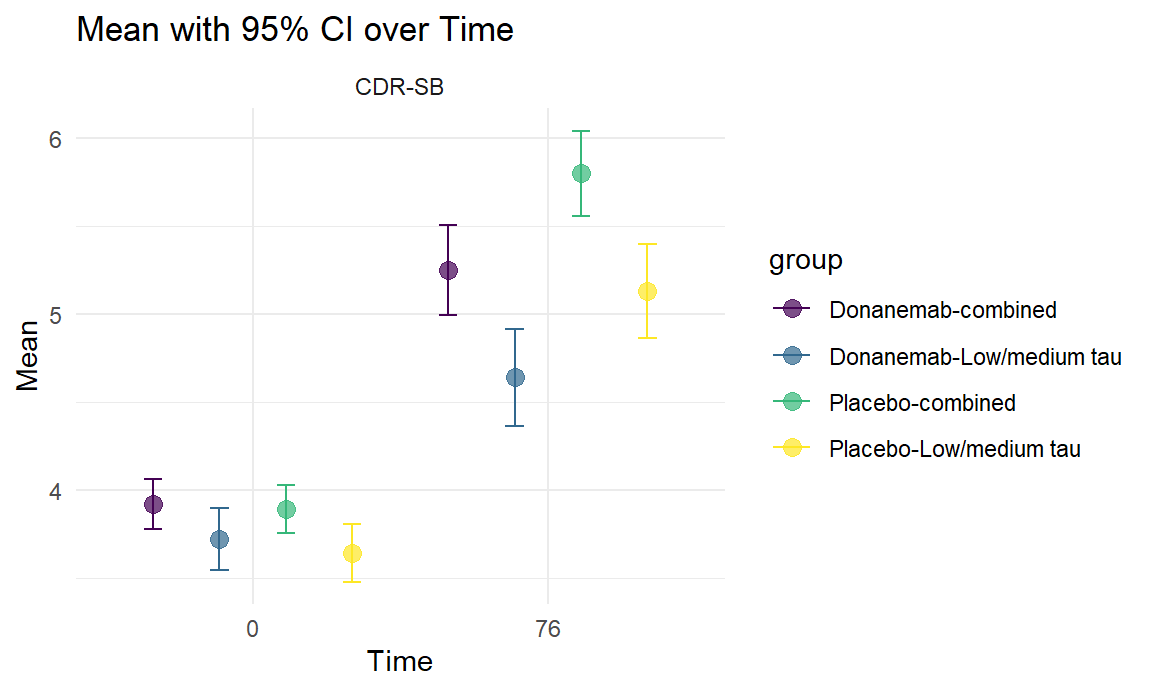 Mean with 95% CI over Time
CDR-SB
6
5
4
Mean
0
76
Time
group
Donanemab-combined
Donanemab-Low/medium tau
Placebo-combined
Placebo-Low/medium tau